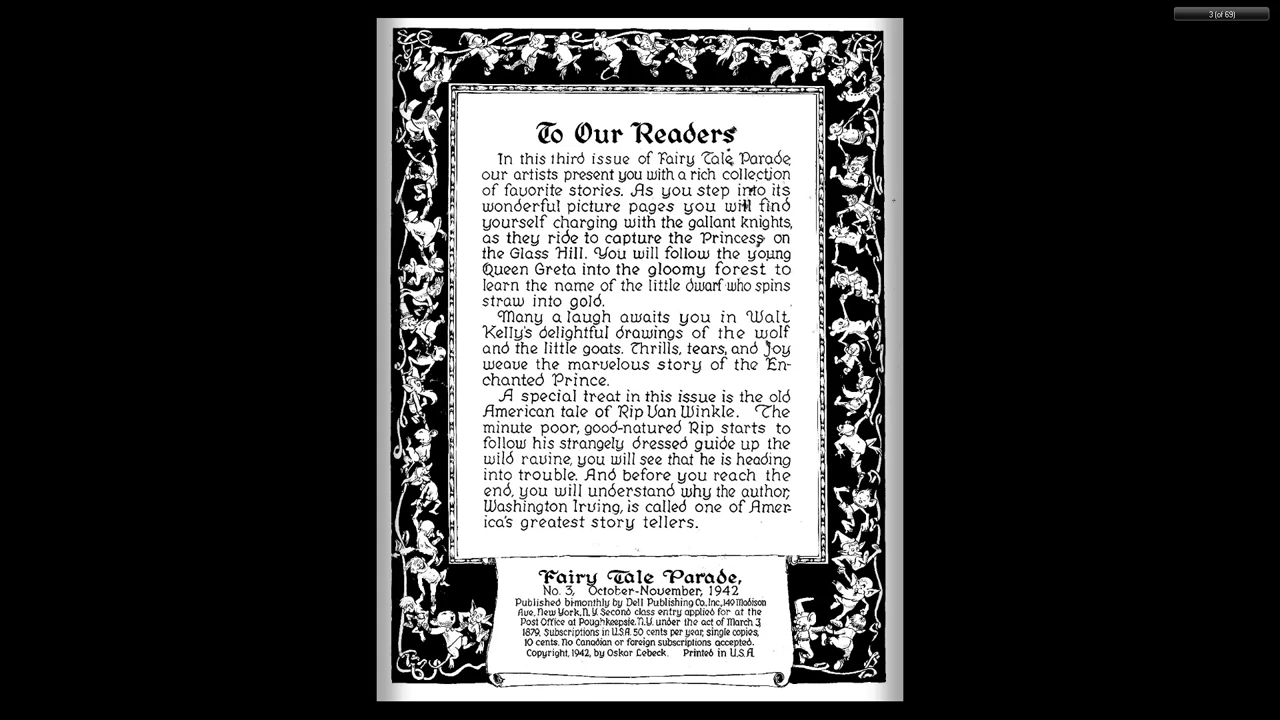 3 (of 69)
To Our Readers
In this third issue of Fairy Tale Parade
our artists present you with a rich collection
of favorite stories. As you step into its
wonderful picture pages you will find
yourself charging with the gallant knights,
as they ride to capture the Princess on
the Glass Hill. You will follow the young
Queen Greta into the gloomy forest to
learn the name of the little dwarf who spins
straw into gold.
Many a laugh awaits you in Walt
Kelly's delightful drawings of the wolf
and the little goats. Thrills, tears, and Joy
weave the marvelous story of the En-
chanted Prince.
A special treat in this issue is the old
American tale of Rip Van Winkle. The
minute poor, good-natured Rip starts to
follow his strangely dressed guide up the
wild ravine, you will see that he is heading
into trouble. And before you reach the
end, you will understand why the author,
Washington Irving, is called one of Amer-
ica's greatest story tellers.
Fairy Tale Parade,
No. 3, October-November, 1942
Published bimonthly by Dell Publishing Co., Inc., 149 Madison
Ave. New York, N.Y. Second class entry applied for at the
Post Office at Poughkeepsie, N.Y. under the act of March 3,
1879. Subscriptions in U.S.A. 50 cents per year, single copies,
10 cents. No Canadian or foreign subscriptions accepted.
Copyright, 1942, by Oskar Lebeck. Printed in U.S.A.